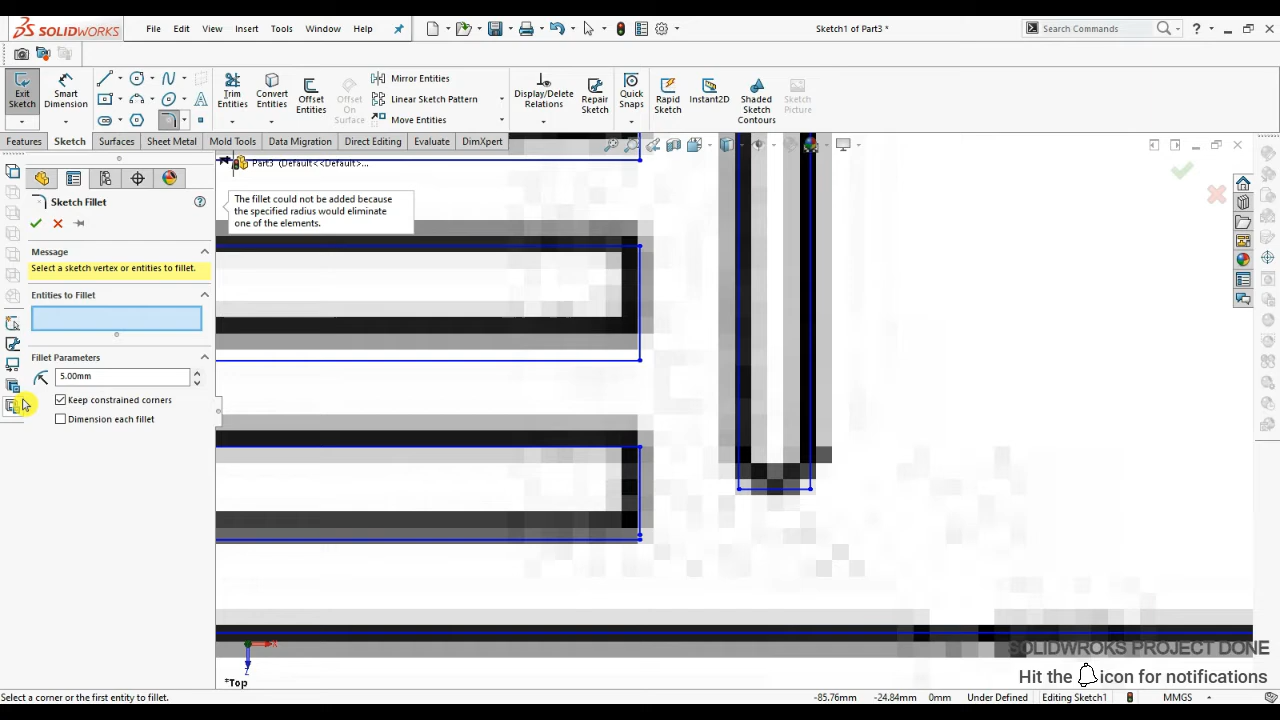 SOLIDWORKS File Edit View Insert Tools Window Help Sketch1 of Part3 * Search Commands
Exit Sketch
Smart Dimension
Trim Entities
Convert Entities
Offset Entities
Offset On Surface
Mirror Entities
Linear Sketch Pattern
Move Entities
Display/Delete Relations
Repair Sketch
Quick Snaps
Rapid Sketch
Instant2D
Shaded Sketch Contours
Sketch Picture
Features Sketch Surfaces Sheet Metal Mold Tools Data Migration Direct Editing Evaluate DimXpert
Part3 (Default<<Default>...
Sketch Fillet
The fillet could not be added because
the specified radius would eliminate
one of the elements.
Message
Select a sketch vertex or entities to fillet.
Entities to Fillet
Fillet Parameters
5.00mm
Keep constrained corners
Dimension each fillet
X
Z
*Top
SOLIDWROKS PROJECT DONE
Hit the icon for notifications
Select a corner or the first entity to fillet. -85.76mm -24.84mm 0mm Under Defined Editing Sketch1 MMGS